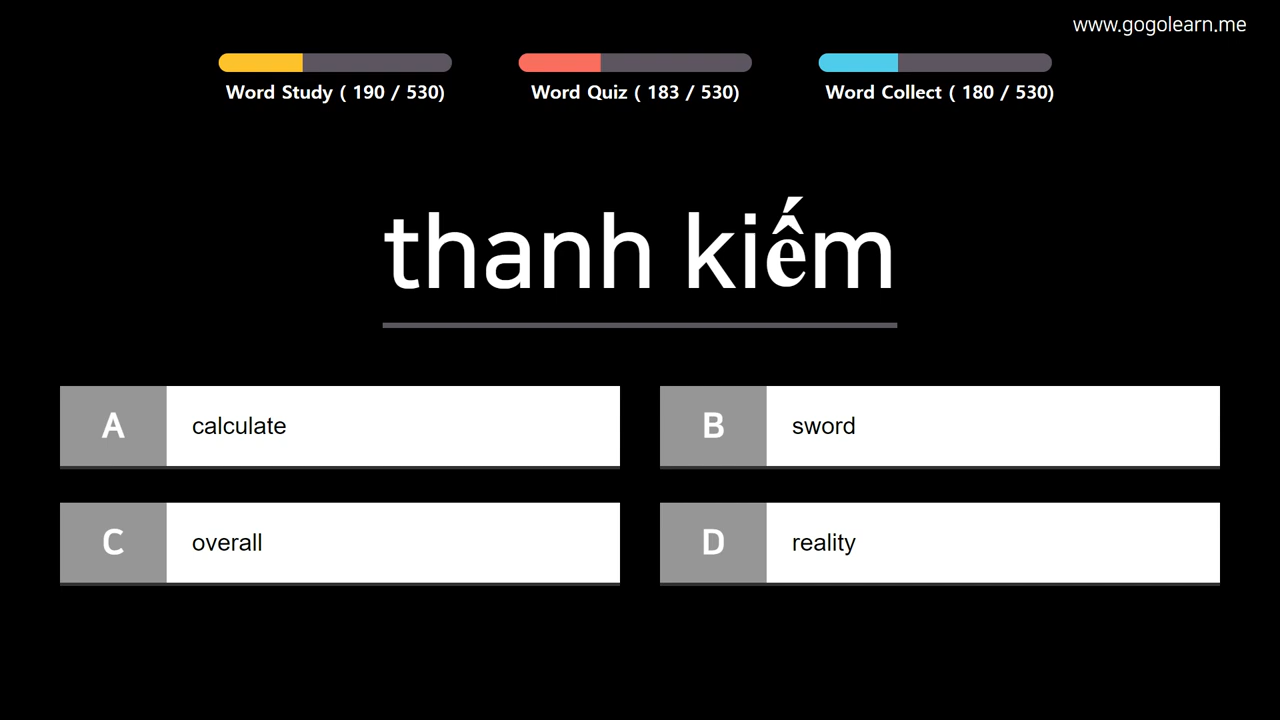 www.gogolearn.me
Word Study ( 190 / 530)
Word Quiz ( 183 / 530)
Word Collect ( 180 / 530)
thanh kiếm
A calculate
B sword
C overall
D reality